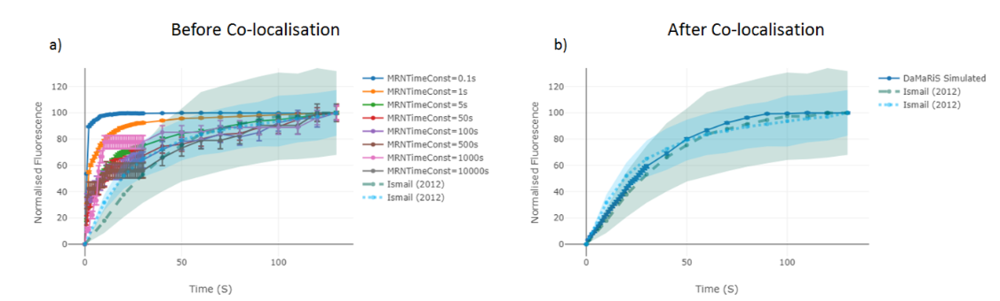 Before Co-localisation
a)
Normalised Fluorescence
120
100
80
60
40
20
0
0
50
100
Time (S)
MRNTimeConst=0.1s
MRNTimeConst=1s
MRNTimeConst=5s
MRNTimeConst=50s
MRNTimeConst=100s
MRNTimeConst=500s
MRNTimeConst=1000s
MRNTimeConst=10000s
Ismail (2012)
Ismail (2012)
After Co-localisation
b)
Normalised Fluorescence
120
100
80
60
40
20
0
0
50
100
Time (S)
DaMaRiS Simulated
Ismail (2012)
Ismail (2012)